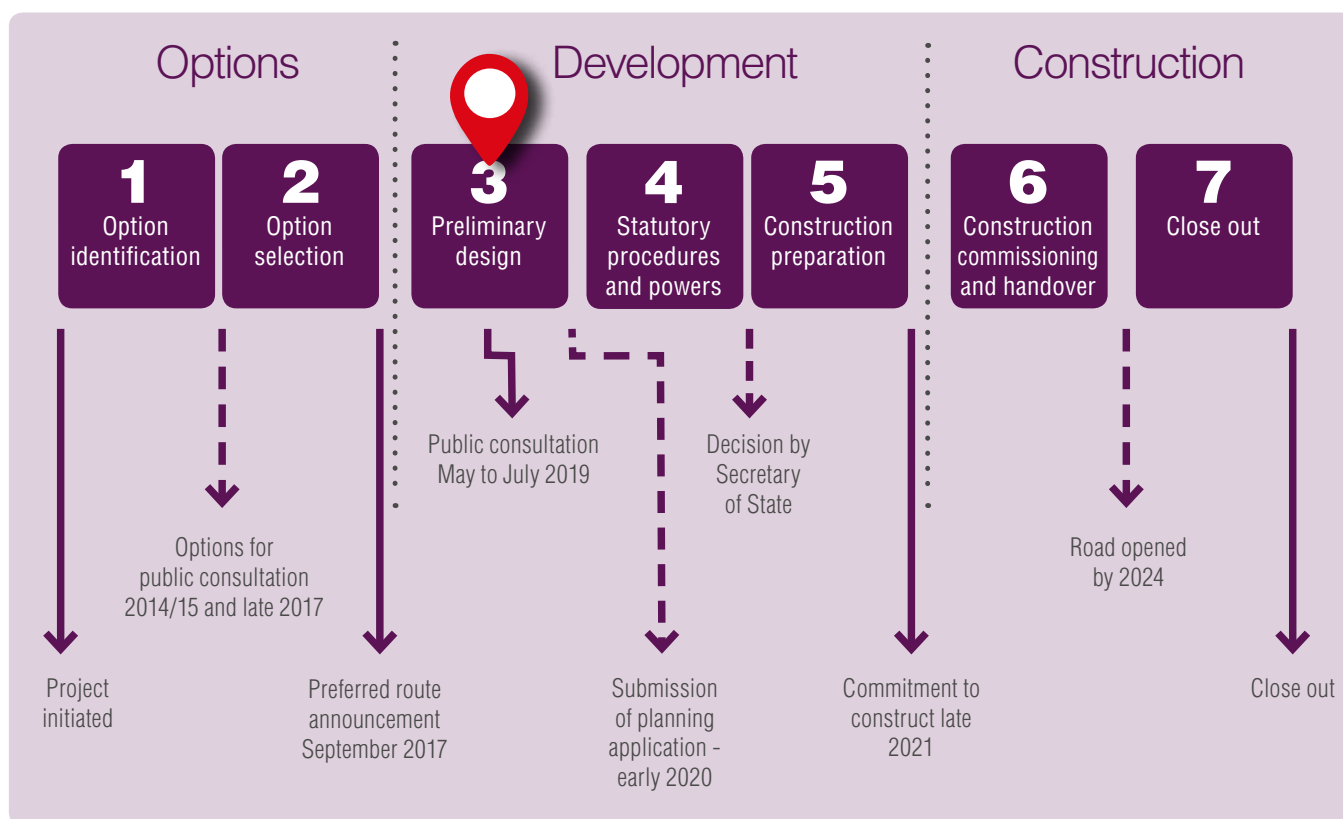 Options
Development
Construction
1
Option
identification
2
Option
selection
3
Preliminary
design
4
Statutory
procedures
and powers
5
Construction
preparation
6
Construction
commissioning
and handover
7
Close out
Public consultation
May to July 2019
Decision by
Secretary
of State
Options for
public consultation
2014/15 and late 2017
Road opened
by 2024
Project
initiated
Preferred route
announcement
September 2017
Submission
of planning
application -
early 2020
Commitment to
construct late
2021
Close out